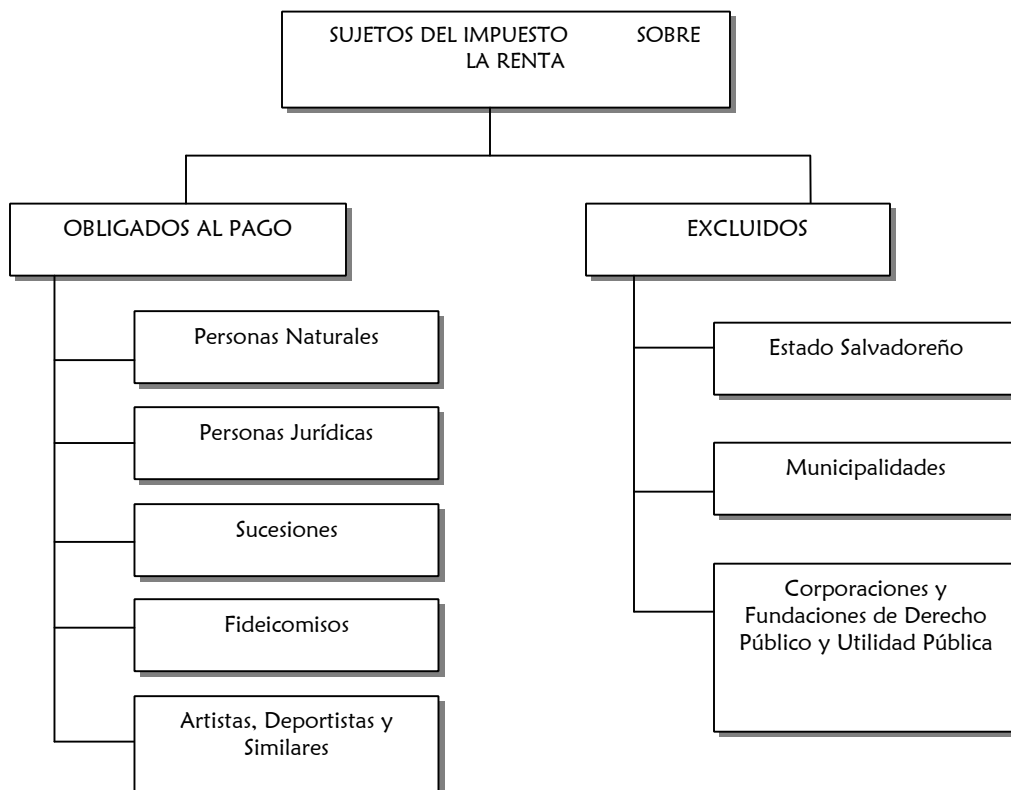 SUJETOS DEL IMPUESTO SOBRE
LA RENTA
OBLIGADOS AL PAGO
EXCLUIDOS
Personas Naturales
Personas Jurídicas
Sucesiones
Fideicomisos
Artistas, Deportistas y
Similares
Estado Salvadoreño
Municipalidades
Corporaciones y
Fundaciones de Derecho
Público y Utilidad Pública